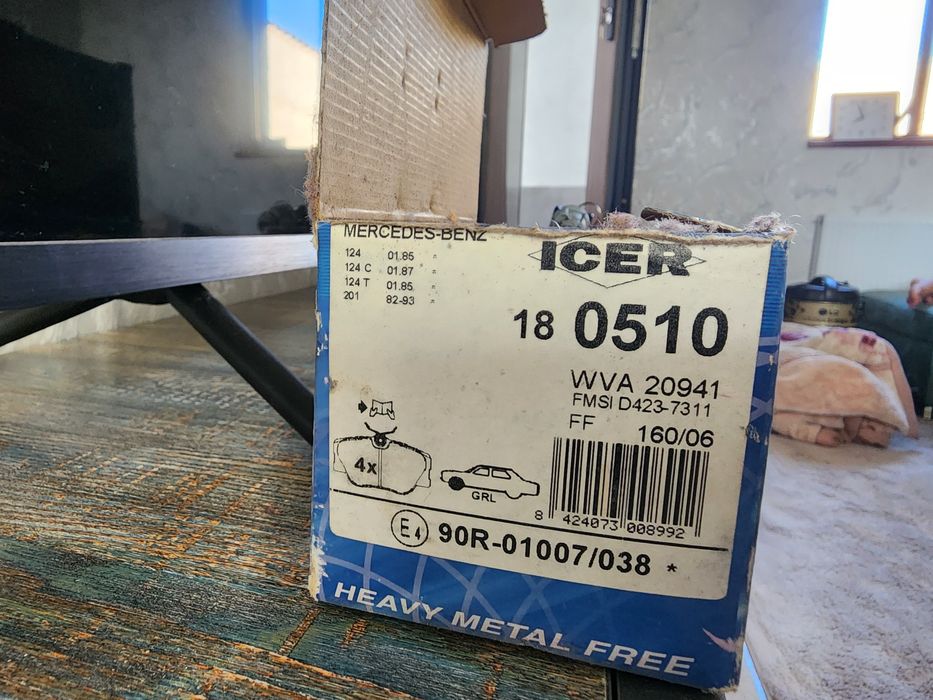 MERCEDES-BENZ
124 01.85 "
124 C 01.87 "
124 T 01.85 "
201 82-93 "
ICER
18 0510
WVA 20941
FMSI D423-7311
FF 160/06
4x
GRL
8 424073 008992
E4 90R-01007/038 *
HEAVY METAL FREE